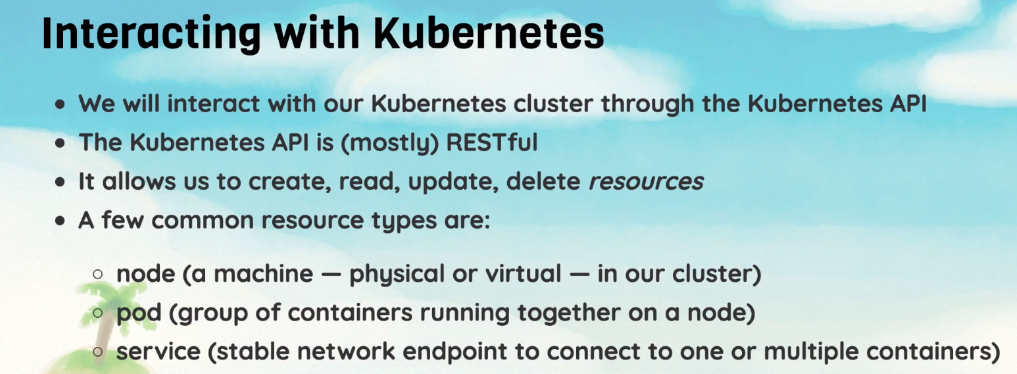 Interacting with Kubernetes
• We will interact with our Kubernetes cluster through the Kubernetes API
• The Kubernetes API is (mostly) RESTful
• It allows us to create, read, update, delete resources
• A few common resource types are:
○ node (a machine — physical or virtual — in our cluster)
○ pod (group of containers running together on a node)
○ service (stable network endpoint to connect to one or multiple containers)